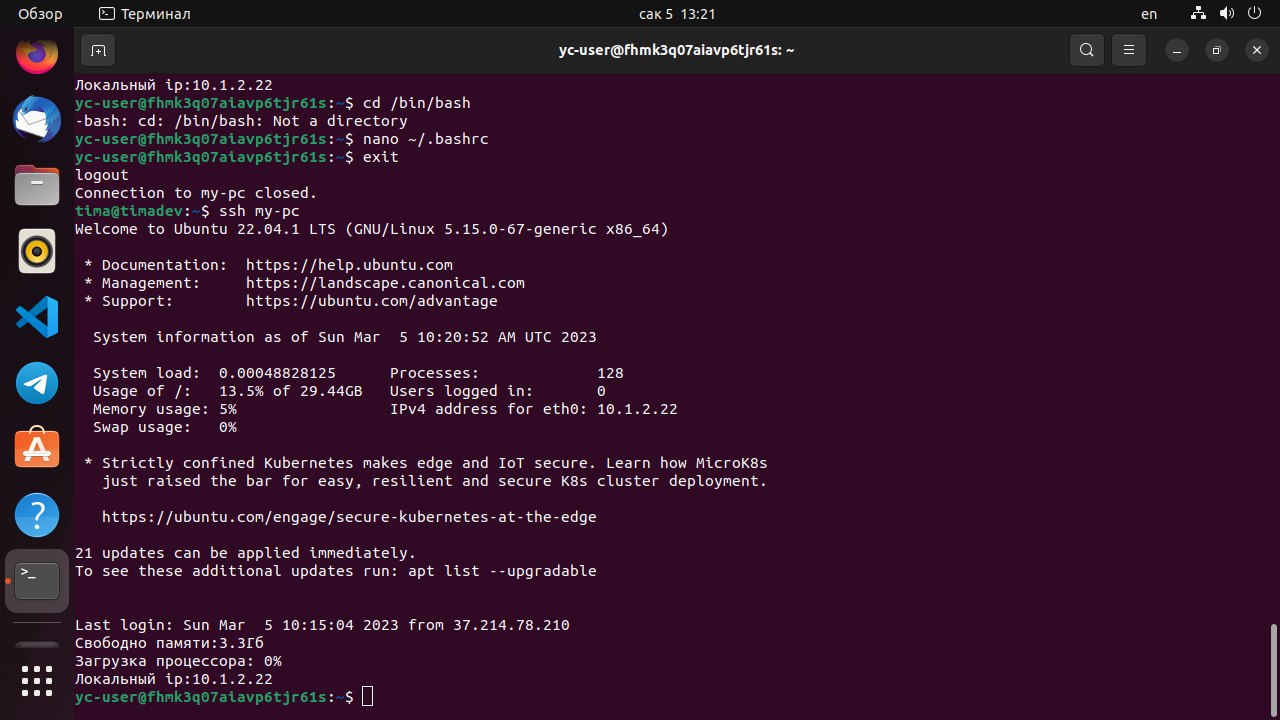 Обзор
Терминал
сак 5 13:21
en
yc-user@fhmk3q07aiavp6tjr61s: ~
Локальный ip:10.1.2.22
yc-user@fhmk3q07aiavp6tjr61s:~$ cd /bin/bash
-bash: cd: /bin/bash: Not a directory
yc-user@fhmk3q07aiavp6tjr61s:~$ nano ~/.bashrc
yc-user@fhmk3q07aiavp6tjr61s:~$ exit
logout
Connection to my-pc closed.
tima@timadev:~$ ssh my-pc
Welcome to Ubuntu 22.04.1 LTS (GNU/Linux 5.15.0-67-generic x86_64)
* Documentation:  https://help.ubuntu.com
* Management:     https://landscape.canonical.com
* Support:        https://ubuntu.com/advantage
System information as of Sun Mar  5 10:20:52 AM UTC 2023
System load:  0.00048828125      Processes:             128
Usage of /:   13.5% of 29.44GB   Users logged in:       0
Memory usage: 5%                 IPv4 address for eth0: 10.1.2.22
Swap usage:   0%
* Strictly confined Kubernetes makes edge and IoT secure. Learn how MicroK8s
just raised the bar for easy, resilient and secure K8s cluster deployment.
https://ubuntu.com/engage/secure-kubernetes-at-the-edge
21 updates can be applied immediately.
To see these additional updates run: apt list --upgradable
Last login: Sun Mar  5 10:15:04 2023 from 37.214.78.210
Свободно памяти:3.3Гб
Загрузка процессора: 0%
Локальный ip:10.1.2.22
yc-user@fhmk3q07aiavp6tjr61s:~$